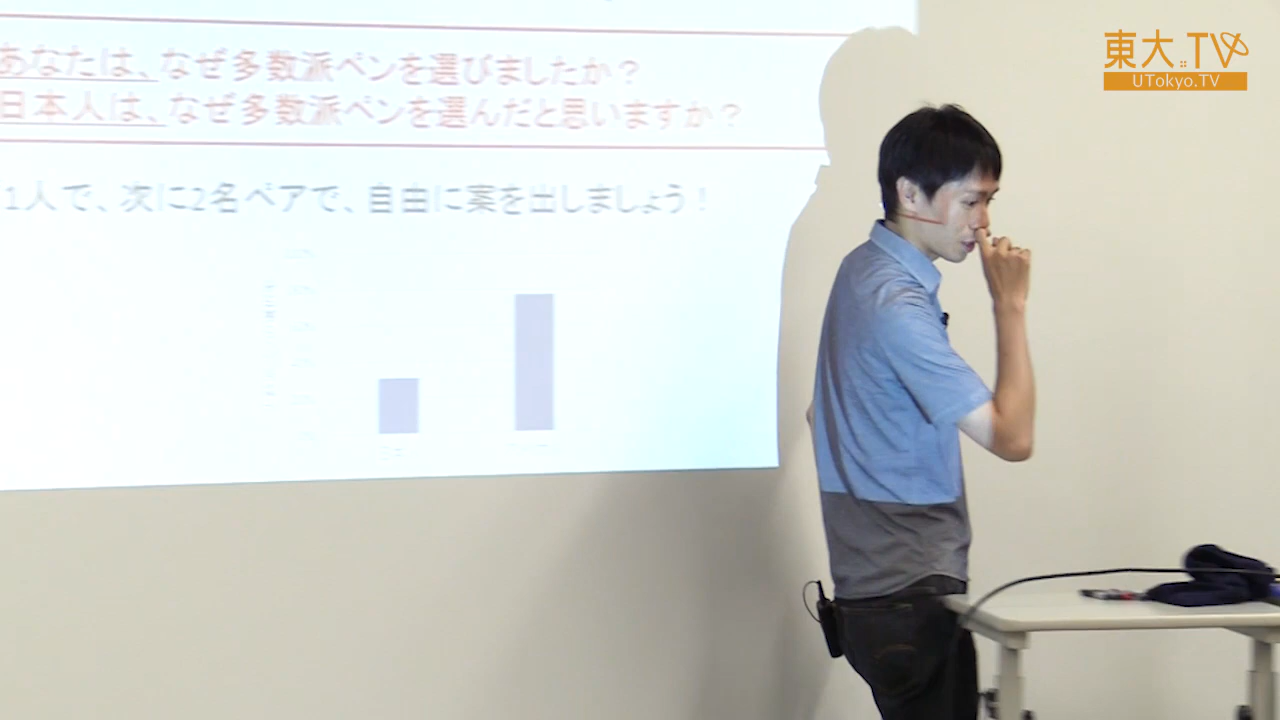 東大TV
UTokyo.TV
あなたは、なぜ多数派ペンを選びましたか？
日本人は、なぜ多数派ペンを選んだと思いますか？
1人で、次に2名ペアで、自由に案を出しましょう！